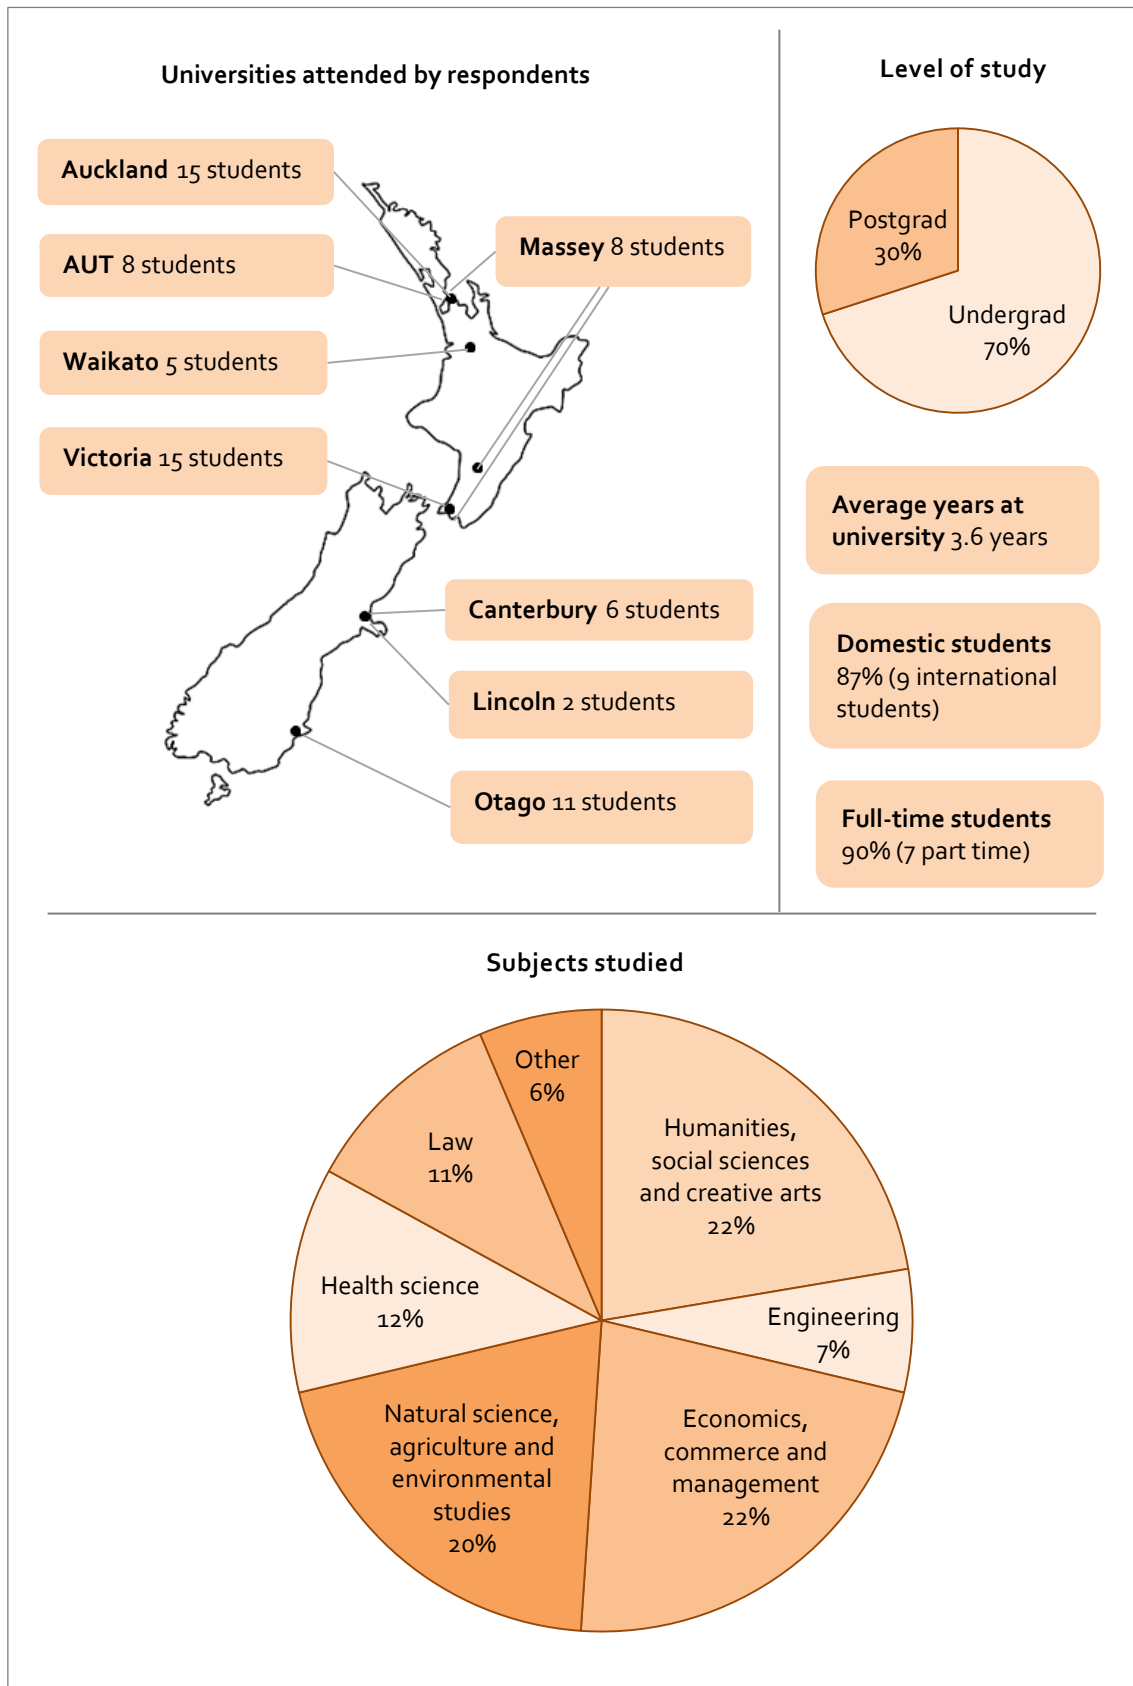 Universities attended by respondents
Auckland 15 students
AUT 8 students
Waikato 5 students
Victoria 15 students
Massey 8 students
Canterbury 6 students
Lincoln 2 students
Otago 11 students
Level of study
Postgrad
30%
Undergrad
70%
Average years at
university 3.6 years
Domestic students
87% (9 international
students)
Full-time students
90% (7 part time)
Subjects studied
Other
6%
Humanities,
social sciences
and creative arts
22%
Law
11%
Health science
12%
Engineering
7%
Natural science,
agriculture and
environmental
studies
20%
Economics,
commerce and
management
22%